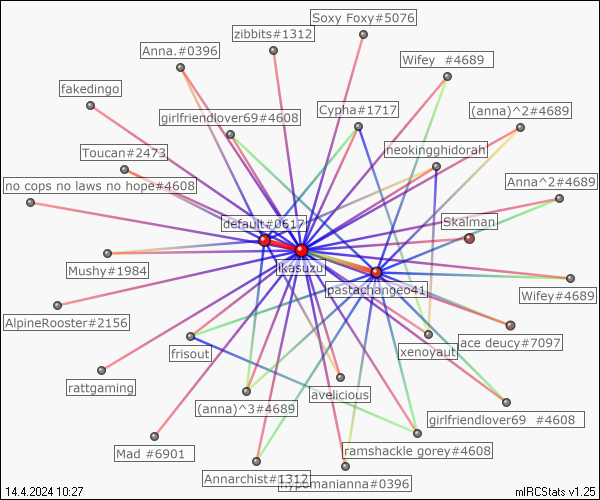 Soxy Foxy#5076
zibbits#1312
Anna.#0396
Wifey  #4689
fakedingo
(anna)^2#4689
Cypha#1717
girlfriendlover69#4608
neokingghidorah
Toucan#2473
Anna^2#4689
no cops no laws no hope#4608
Skalman
default#0617
ikasuzu
Mushy#1984
pastachangeo41
Wifey#4689
AlpineRooster#2156
ace deucy#7097
xenoyaut
frisout
rattgaming
avelicious
(anna)^3#4689
girlfriendlover69  #4608
Mad #6901
ramshackle gorey#4608
Annarchist#1312
hypomanianna#0396
14.4.2024 10:27
mIRCStats v1.25